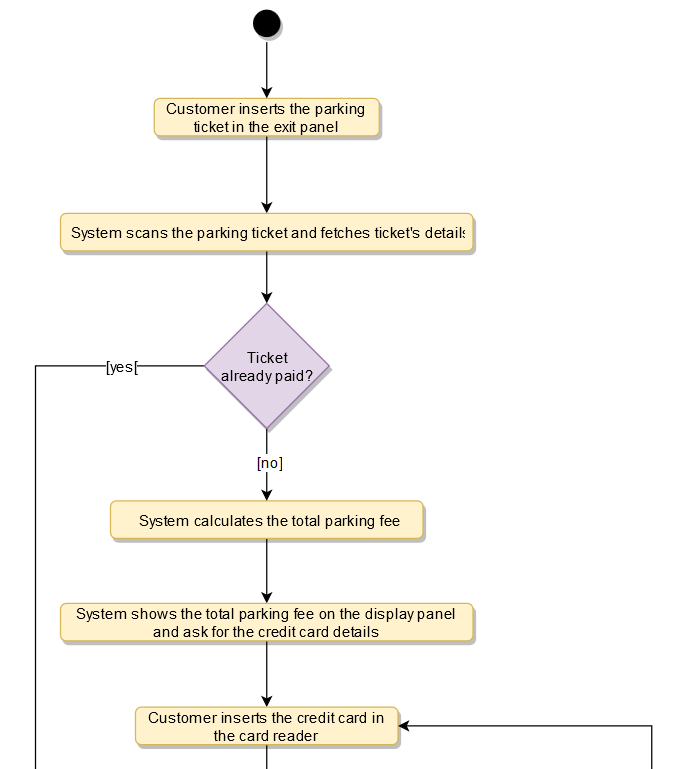 Customer inserts the parking
ticket in the exit panel
System scans the parking ticket and fetches ticket's details
Ticket
already paid?
[yes[
[no]
System calculates the total parking fee
System shows the total parking fee on the display panel
and ask for the credit card details
Customer inserts the credit card in
the card reader